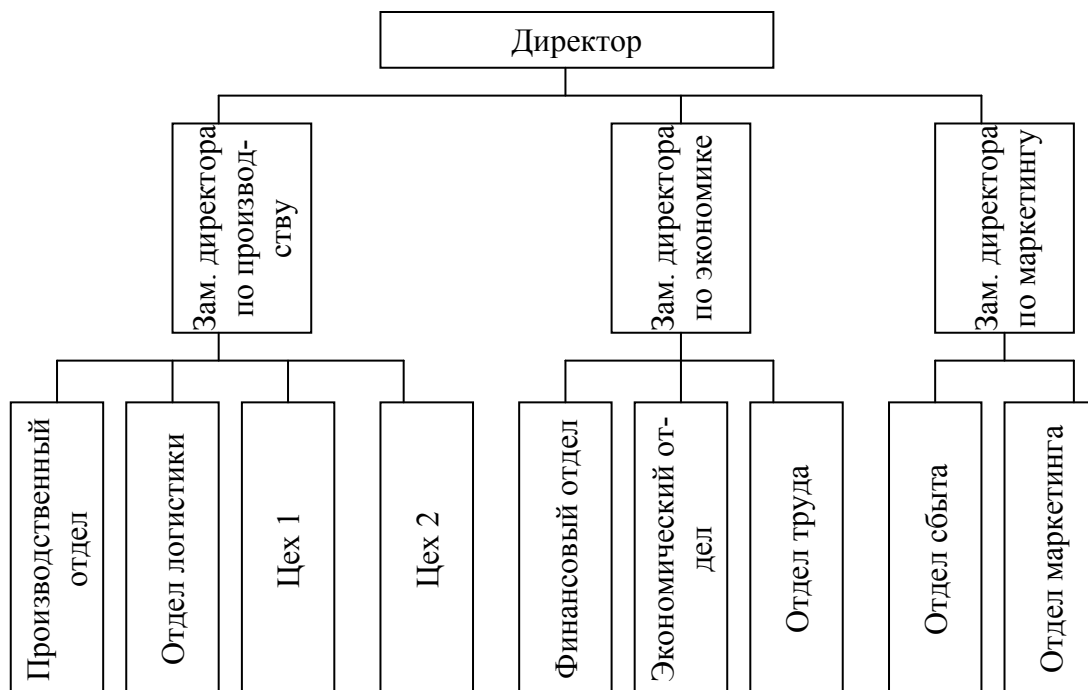 Директор
Зам. директора
по производ-
ству
Зам. директора
по экономике
Зам. директора
по маркетингу
Производственный
отдел
Отдел логистики
Цех 1
Цех 2
Финансовый отдел
Экономический от-
дел
Отдел труда
Отдел сбыта
Отдел маркетинга